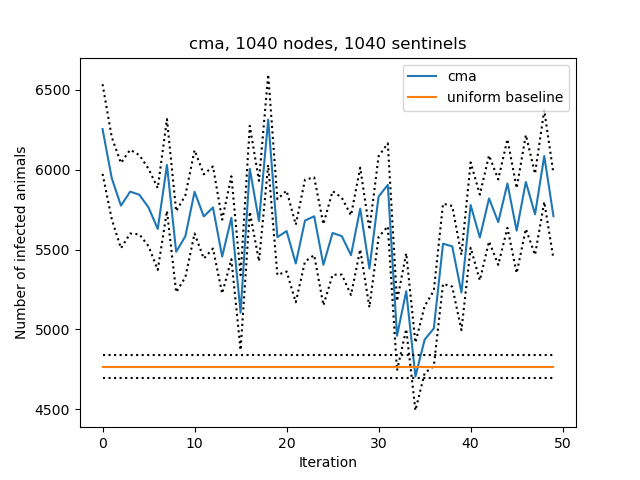 cma, 1040 nodes, 1040 sentinels
cma
uniform baseline
Number of infected animals
6500
6000
5500
5000
4500
0 10 20 30 40 50
Iteration